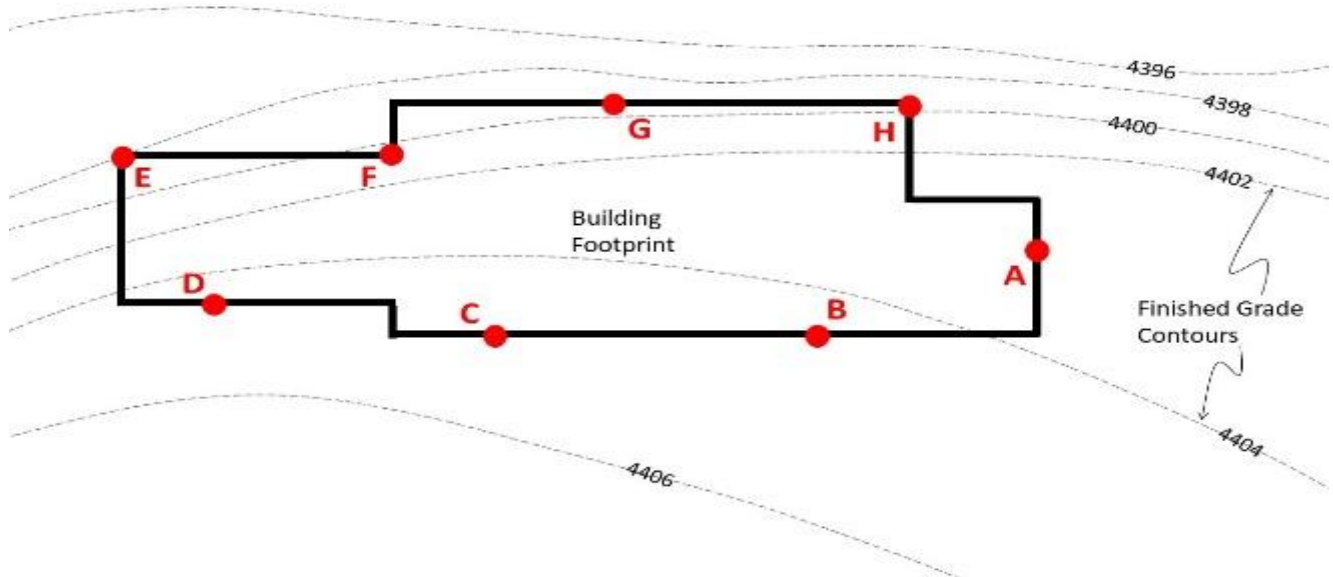 4396
4398
4400
4402
G
H
F
E
Building
Footprint
A
D
C
B
Finished Grade
Contours
4404
4406